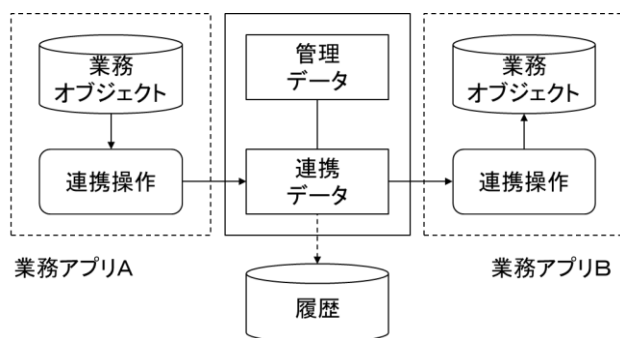 業務
オブジェクト
連携操作
業務アプリA
管理
データ
連携
データ
履歴
業務
オブジェクト
連携操作
業務アプリB